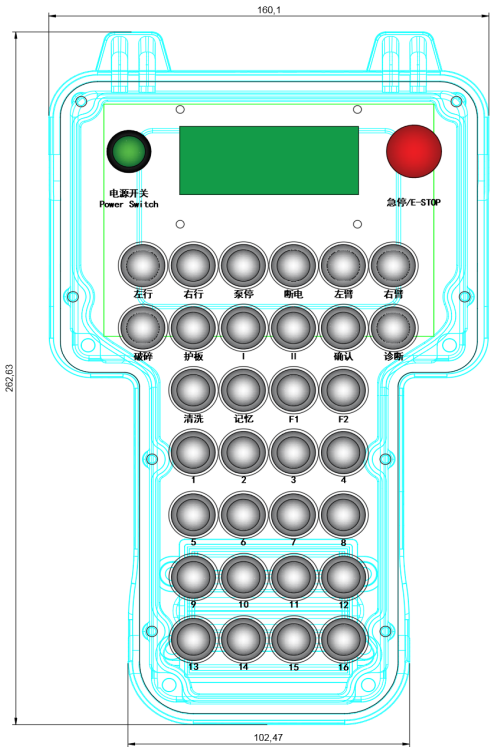 160,1
电源开关
Power Switch
急停/E-STOP
左行 右行 泵停 断电 左臂 右臂
破碎 护板 I II 确认 诊断
262,63
清洗 记忆 F1 F2
1 2 3 4
5 6 7 8
9 10 11 12
13 14 15 16
102,47